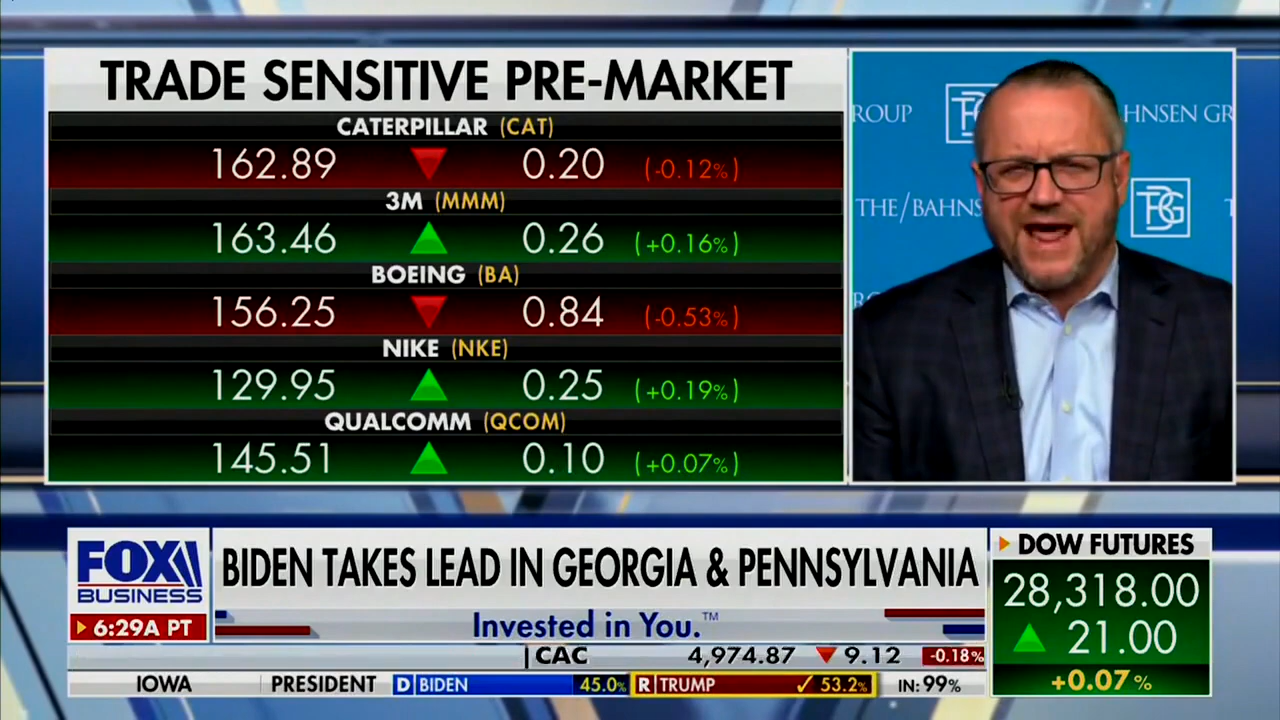 TRADE SENSITIVE PRE-MARKET
CATERPILLAR (CAT)
162.89 ▼ 0.20 (-0.12%)
3M (MMM)
163.46 ▲ 0.26 (+0.16%)
BOEING (BA)
156.25 ▼ 0.84 (-0.53%)
NIKE (NKE)
129.95 ▲ 0.25 (+0.19%)
QUALCOMM (QCOM)
145.51 ▲ 0.10 (+0.07%)
ROUP
TBG
HNSEN GR
THE/BAHNS
TBG
T
RO
FOX
BUSINESS
6:29A PT
BIDEN TAKES LEAD IN GEORGIA & PENNSYLVANIA
Invested in You.™
CAC 4,974.87 ▼ 9.12 -0.18%
IOWA PRESIDENT D BIDEN 45.0% R TRUMP ✓ 53.2% IN: 99%
DOW FUTURES
28,318.00
▲ 21.00
+0.07%